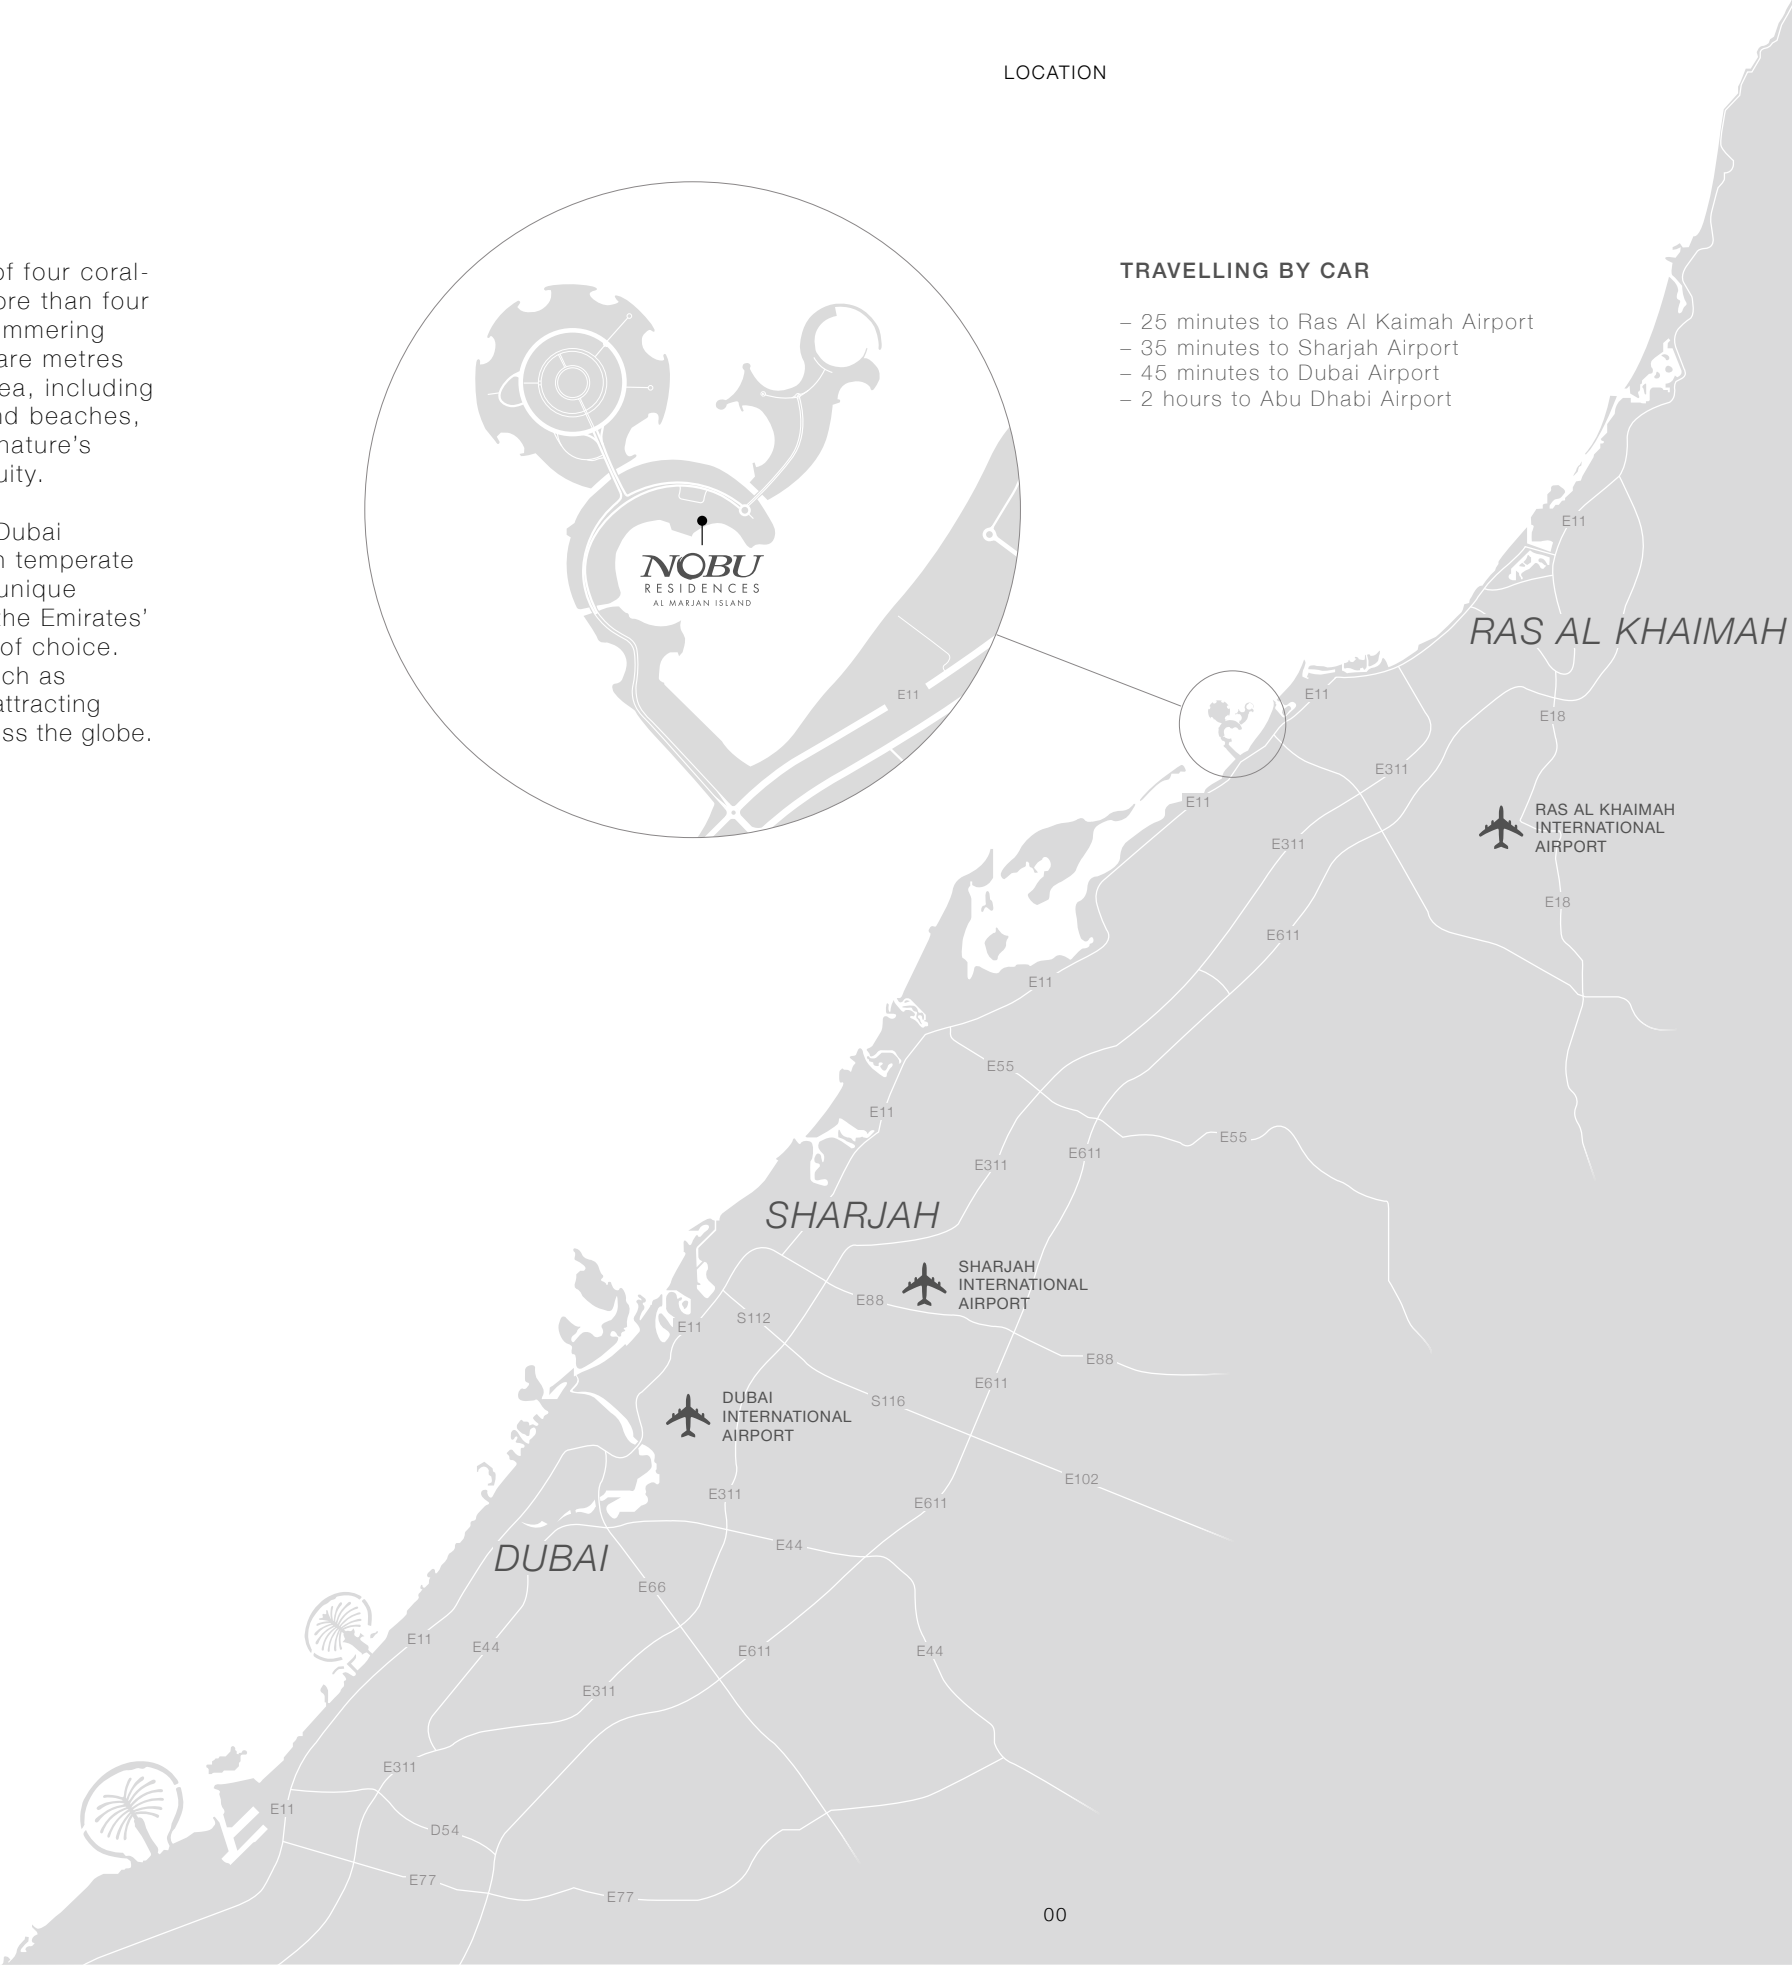 LOCATION
of four coral-
ore than four
mmering
are metres
ea, including
nd beaches,
nature's
uity.
Dubai
n temperate
unique
the Emirates'
of choice.
ch as
attracting
ss the globe.
TRAVELLING BY CAR
– 25 minutes to Ras Al Kaimah Airport
– 35 minutes to Sharjah Airport
– 45 minutes to Dubai Airport
– 2 hours to Abu Dhabi Airport
NOBU
RESIDENCES
AL MARJAN ISLAND
E11
E11
RAS AL KHAIMAH
E11
E18
E311
E11
RAS AL KHAIMAH
INTERNATIONAL
AIRPORT
E311
E18
E611
E11
E55
E11
E55
E611
E311
SHARJAH
SHARJAH
INTERNATIONAL
AIRPORT
E88
S112
E11
E88
E611
DUBAI
INTERNATIONAL
AIRPORT
S116
E102
E311
E611
E44
DUBAI
E66
E11
E44
E611
E44
E311
E311
E11
D54
E77
E77
00